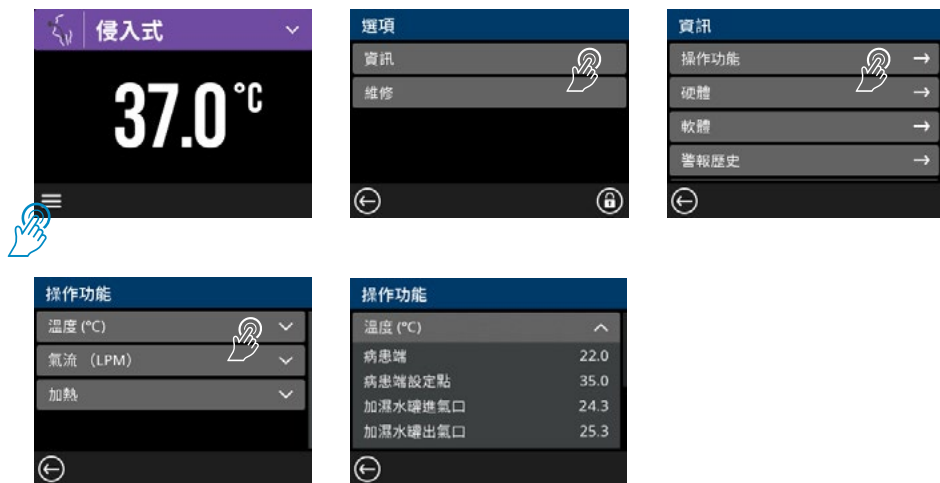 侵入式
37.0°C
選項
資訊
維修
資訊
操作功能
硬體
軟體
警報歷史
操作功能
溫度 (°C)
氣流 （LPM）
加熱
操作功能
溫度 (°C)
病患端 22.0
病患端設定點 35.0
加濕水罐進氣口 24.3
加濕水罐出氣口 25.3